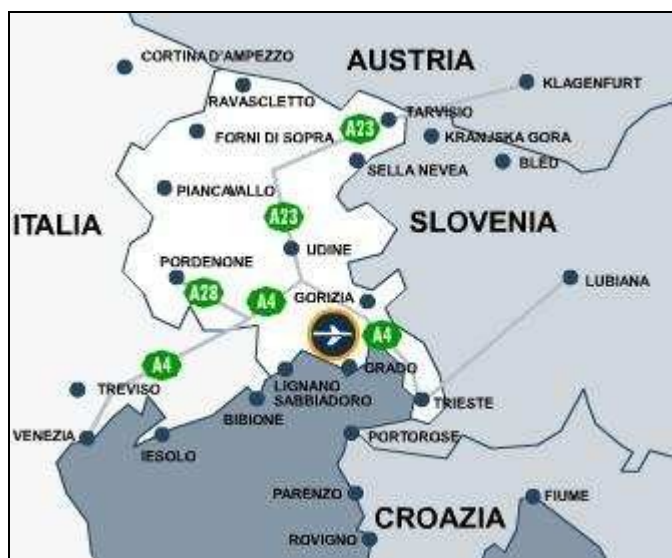 CORTINA D'AMPEZZO
AUSTRIA
KLAGENFURT
RAVASCLETTO
TARVISIO
A23
FORNI DI SOPRA
KRANJSKA GORA
SELLA NEVEA
BLED
PIANCAVALLO
ITALIA
A23
SLOVENIA
UDINE
PORDENONE
LUBIANA
A28
A4
GORIZIA
A4
A4
GRADO
TREVISO
LIGNANO
SABBIADORO
TRIESTE
BIBIONE
VENEZIA
IESOLO
PORTOROSE
PARENZO
FIUME
CROAZIA
ROVIGNO